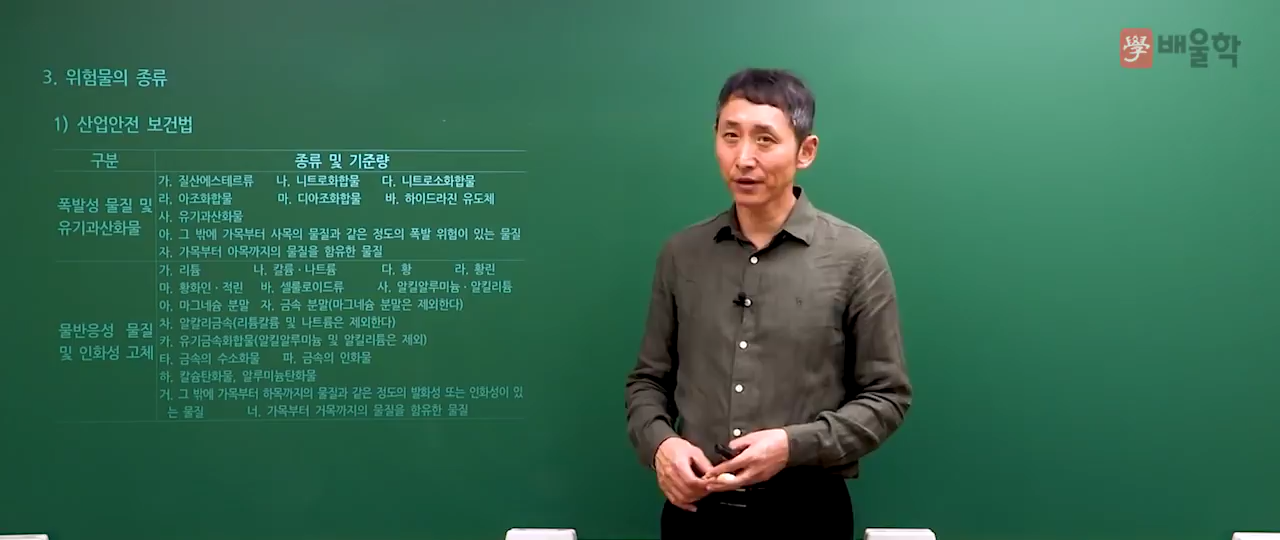 學 배울학
3. 위험물의 종류
1) 산업안전 보건법
구분 종류 및 기준량
폭발성 물질 및 유기과산화물
가. 질산에스테르류 나. 니트로화합물 다. 니트로소화합물
라. 아조화합물 마. 디아조화합물 바. 하이드라진 유도체
사. 유기과산화물
아. 그 밖에 가목부터 사목의 물질과 같은 정도의 폭발 위험이 있는 물질
자. 가목부터 아목까지의 물질을 함유한 물질
물반응성 물질 및 인화성 고체
가. 리튬 나. 칼륨·나트륨 다. 황 라. 황린
마. 황화인·적린 바. 셀룰로이드류 사. 알킬알루미늄·알킬리튬
아. 마그네슘 분말 자. 금속 분말(마그네슘 분말은 제외한다)
차. 알칼리금속(리튬칼륨 및 나트륨은 제외한다)
카. 유기금속화합물(알킬알루미늄 및 알킬리튬은 제외)
타. 금속의 수소화물 파. 금속의 인화물
하. 칼슘탄화물, 알루미늄탄화물
거. 그 밖에 가목부터 하목까지의 물질과 같은 정도의 발화성 또는 인화성이 있
는 물질 너. 가목부터 거목까지의 물질을 함유한 물질